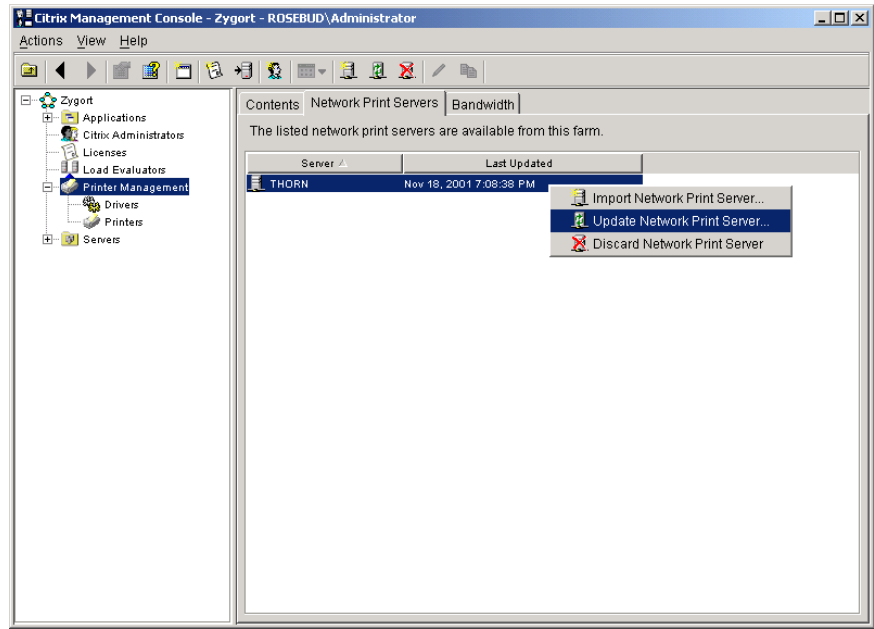 Citrix Management Console - Zygort - ROSEBUD\Administrator
Actions View Help
Zygort
Applications
Citrix Administrators
Licenses
Load Evaluators
Printer Management
Drivers
Printers
Servers
Contents Network Print Servers Bandwidth
The listed network print servers are available from this farm.
Server Last Updated
THORN Nov 18, 2001 7:08:38 PM
Import Network Print Server...
Update Network Print Server...
Discard Network Print Server